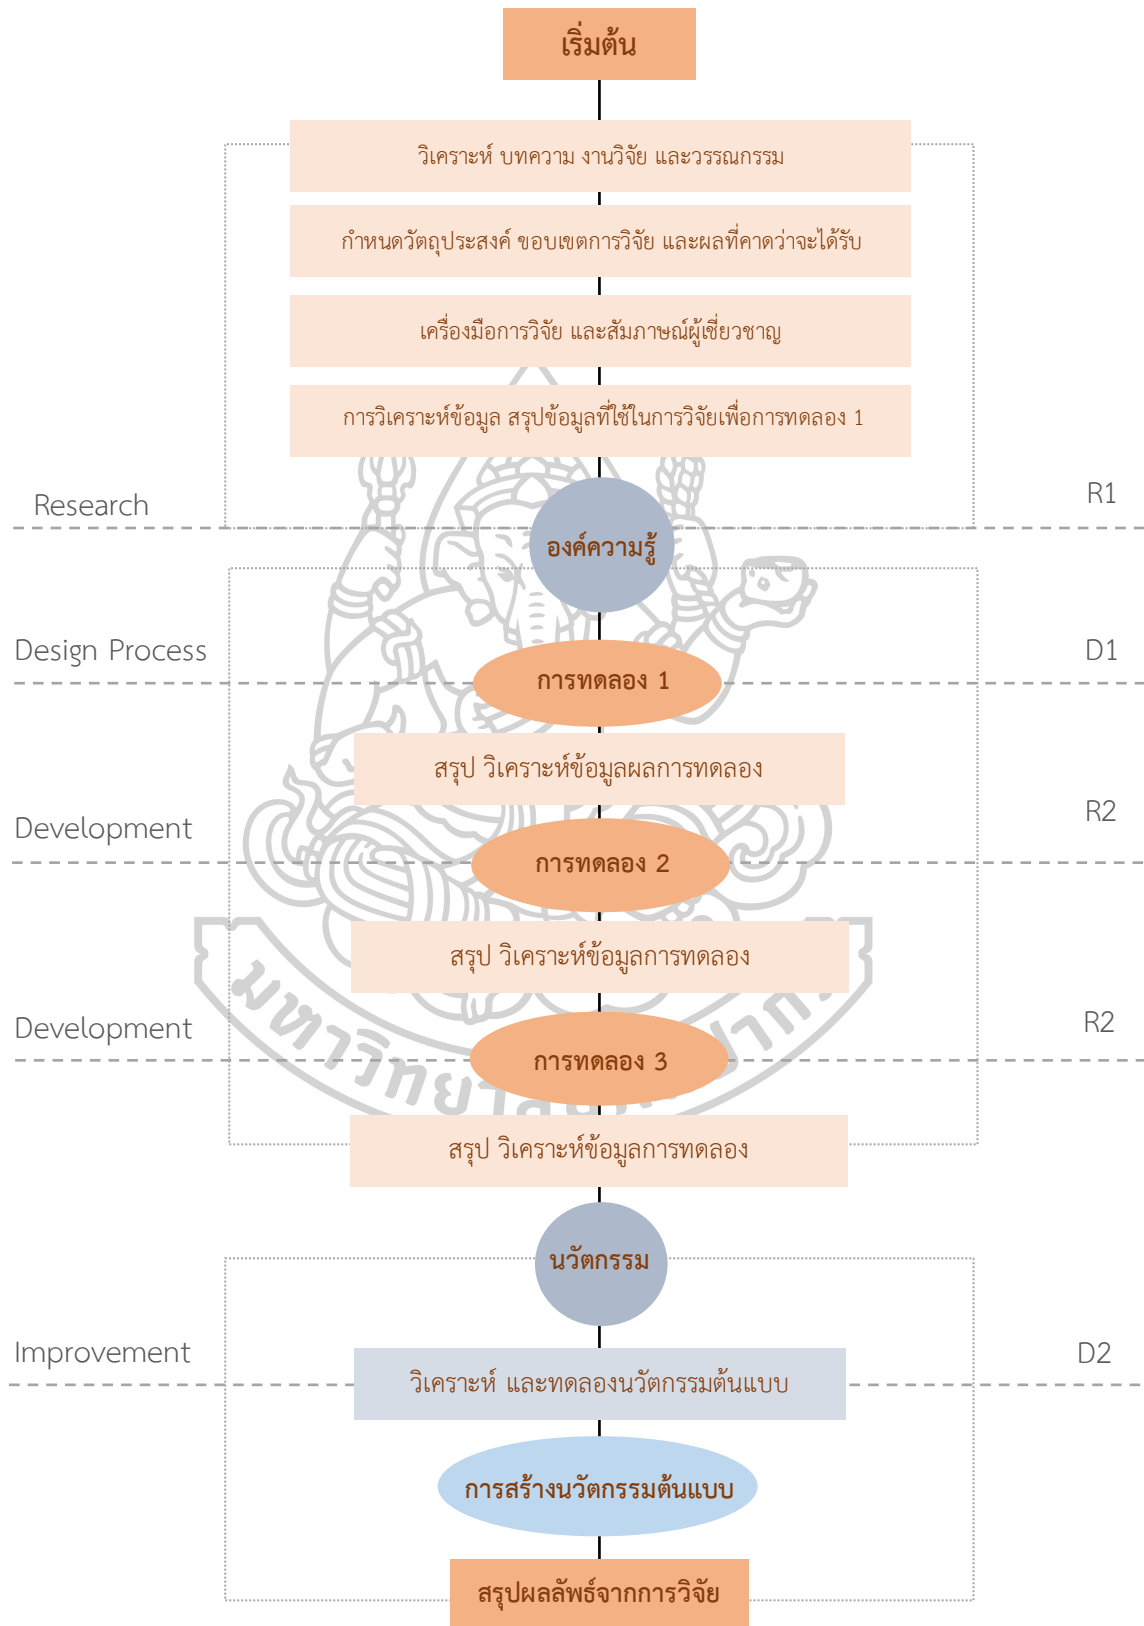 เริ่มต้น
วิเคราะห์ บทความ งานวิจัย และวรรณกรรม
กำหนดวัตถุประสงค์ ขอบเขตการวิจัย และผลที่คาดว่าจะได้รับ
เครื่องมือการวิจัย และสัมภาษณ์ผู้เชี่ยวชาญ
การวิเคราะห์ข้อมูล สรุปข้อมูลที่ใช้ในการวิจัยเพื่อการทดลอง 1
Research
R1
องค์ความรู้
Design Process
D1
การทดลอง 1
สรุป วิเคราะห์ข้อมูลผลการทดลอง
Development
R2
การทดลอง 2
สรุป วิเคราะห์ข้อมูลการทดลอง
Development
R2
การทดลอง 3
สรุป วิเคราะห์ข้อมูลการทดลอง
นวัตกรรม
Improvement
D2
วิเคราะห์ และทดลองนวัตกรรมต้นแบบ
การสร้างนวัตกรรมต้นแบบ
สรุปผลลัพธ์จากการวิจัย